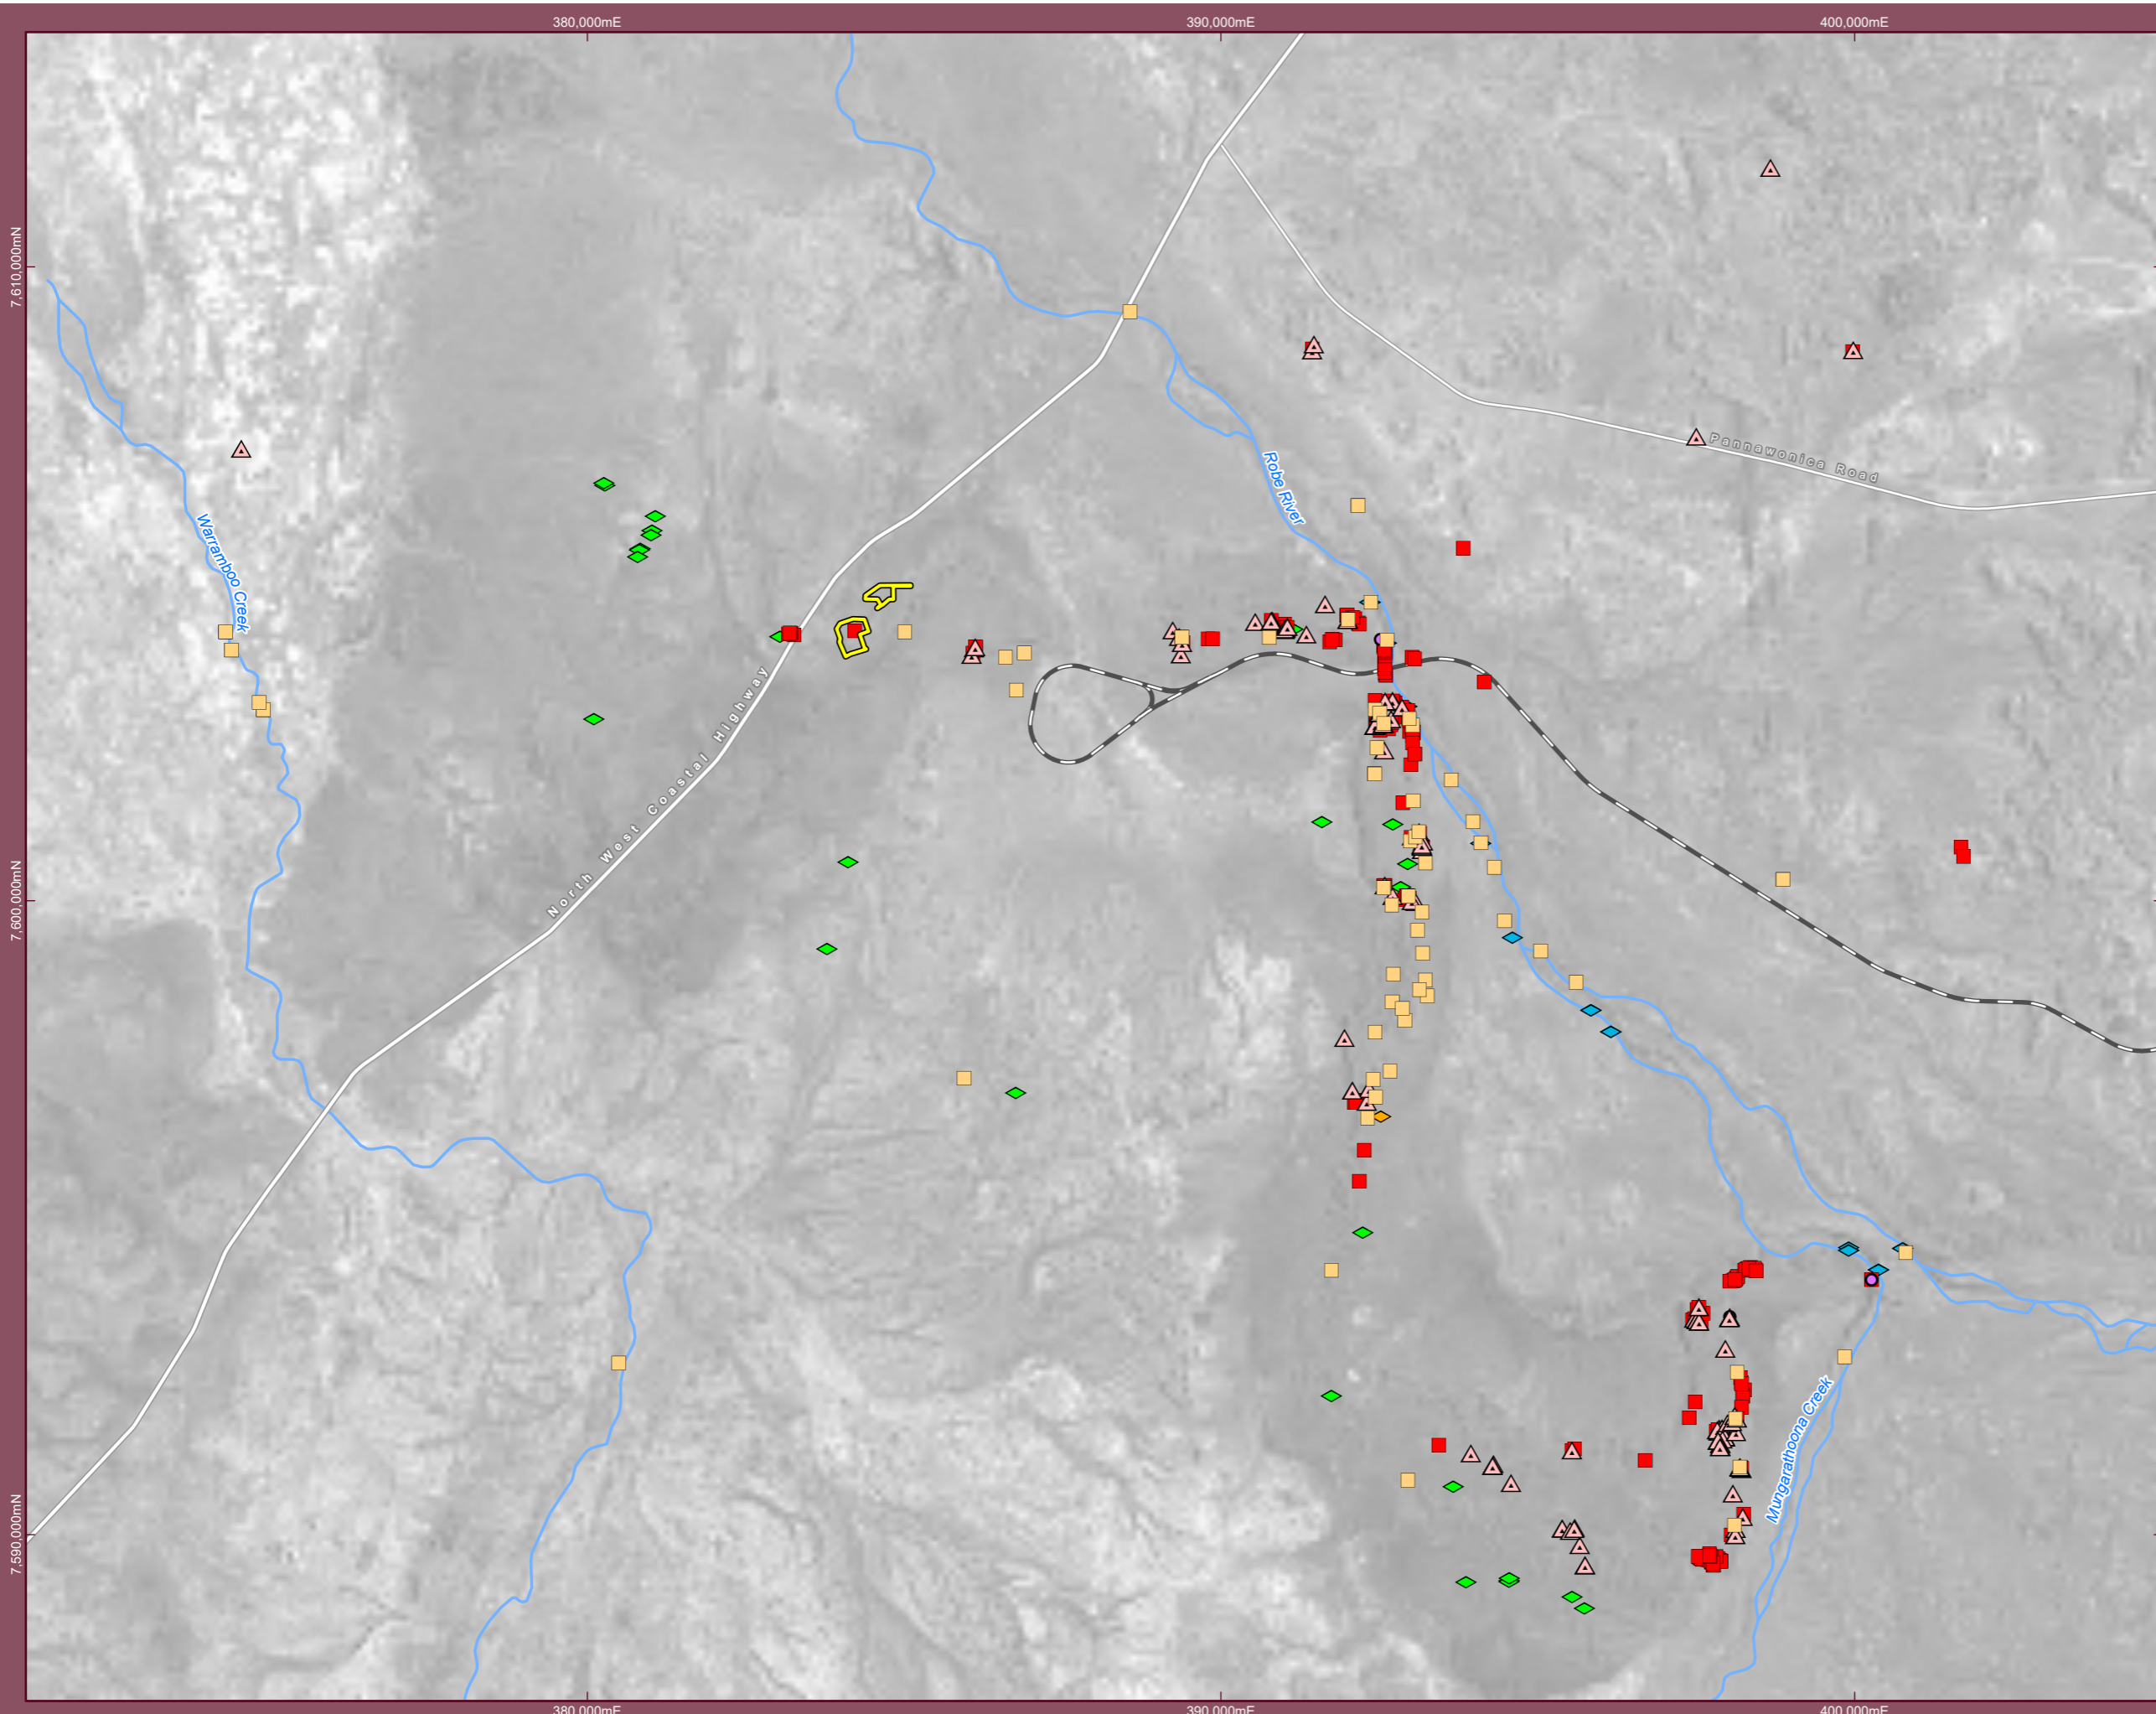 380,000mE 390,000mE 400,000mE
7,610,000mN
Pannawonica Road
Robe River
Warramboo Creek
North West Coastal Highway
7,600,000mN
Mungarathoona Creek
7,590,000mN
380,000mE 390,000mE 400,000mE